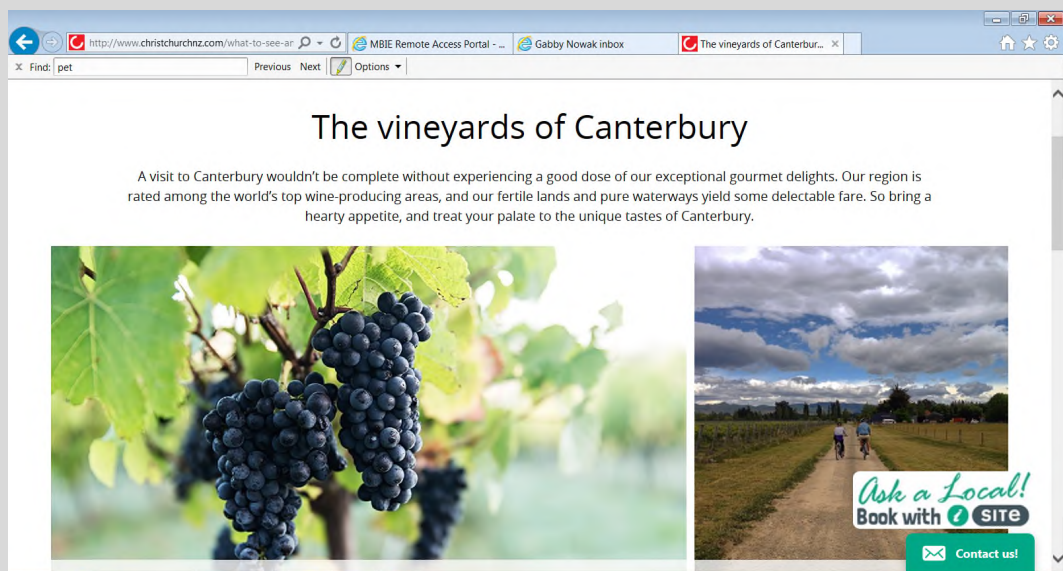 http://www.christchurchnz.com/what-to-see-ar
MBIE Remote Access Portal - ...
Gabby Nowak inbox
The vineyards of Canterbur...
x Find: pet Previous Next Options
The vineyards of Canterbury
A visit to Canterbury wouldn't be complete without experiencing a good dose of our exceptional gourmet delights. Our region is
rated among the world's top wine-producing areas, and our fertile lands and pure waterways yield some delectable fare. So bring a
hearty appetite, and treat your palate to the unique tastes of Canterbury.
Ask a Local!
Book with i SITE
Contact us!